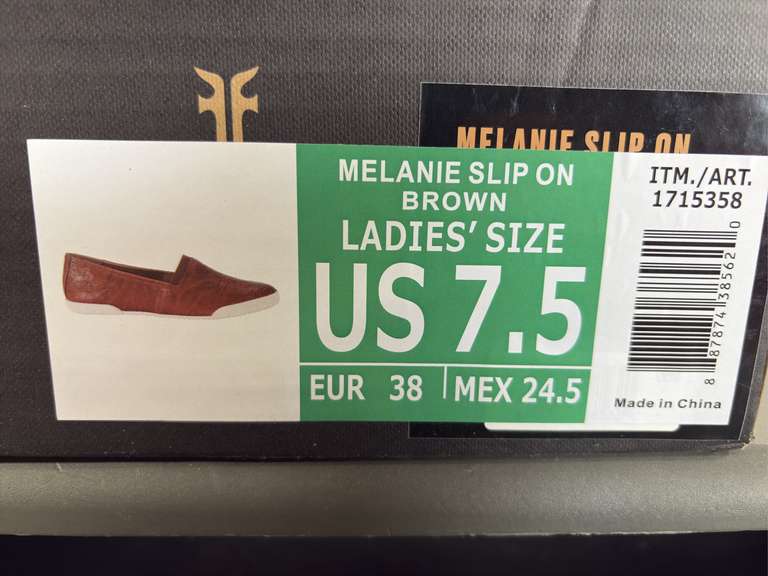 MELANIE SLIP ON
MELANIE SLIP ON
BROWN
LADIES' SIZE
US 7.5
EUR 38
MEX 24.5
ITM./ART.
1715358
8 87874 38562 0
Made in China